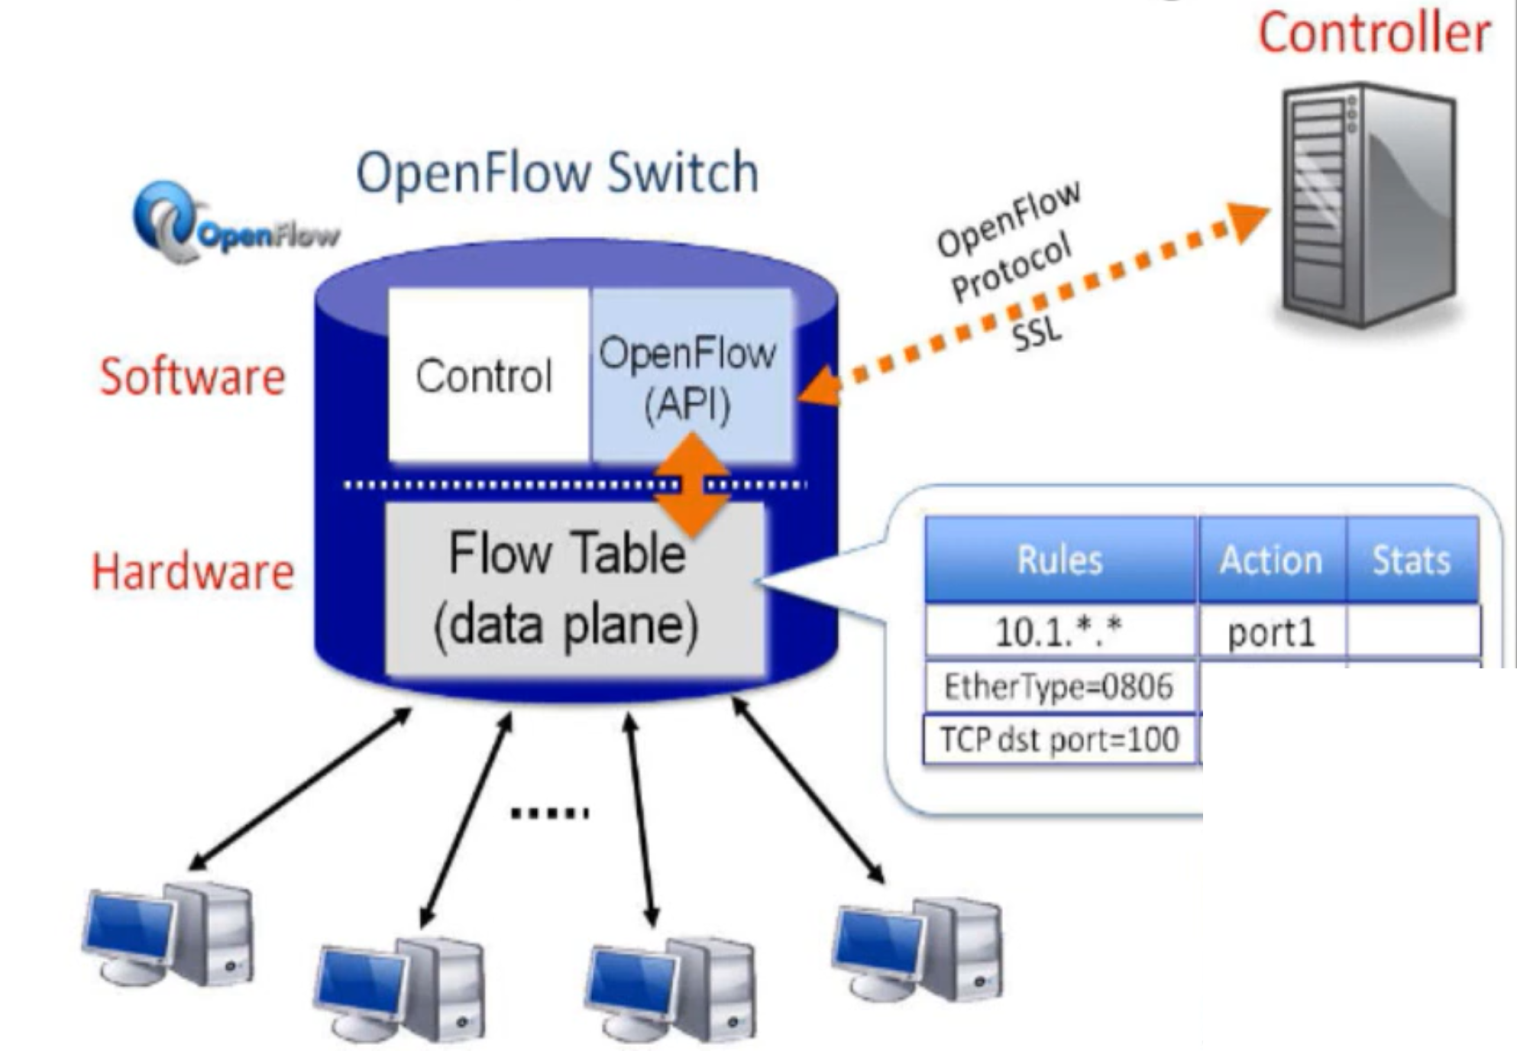 Controller
OpenFlow Switch
OpenFlow
OpenFlow
Protocol
SSL
Software
Control
OpenFlow
(API)
Hardware
Flow Table
(data plane)
Rules Action Stats
10.1.*.* port1
EtherType=0806
TCP dst port=100